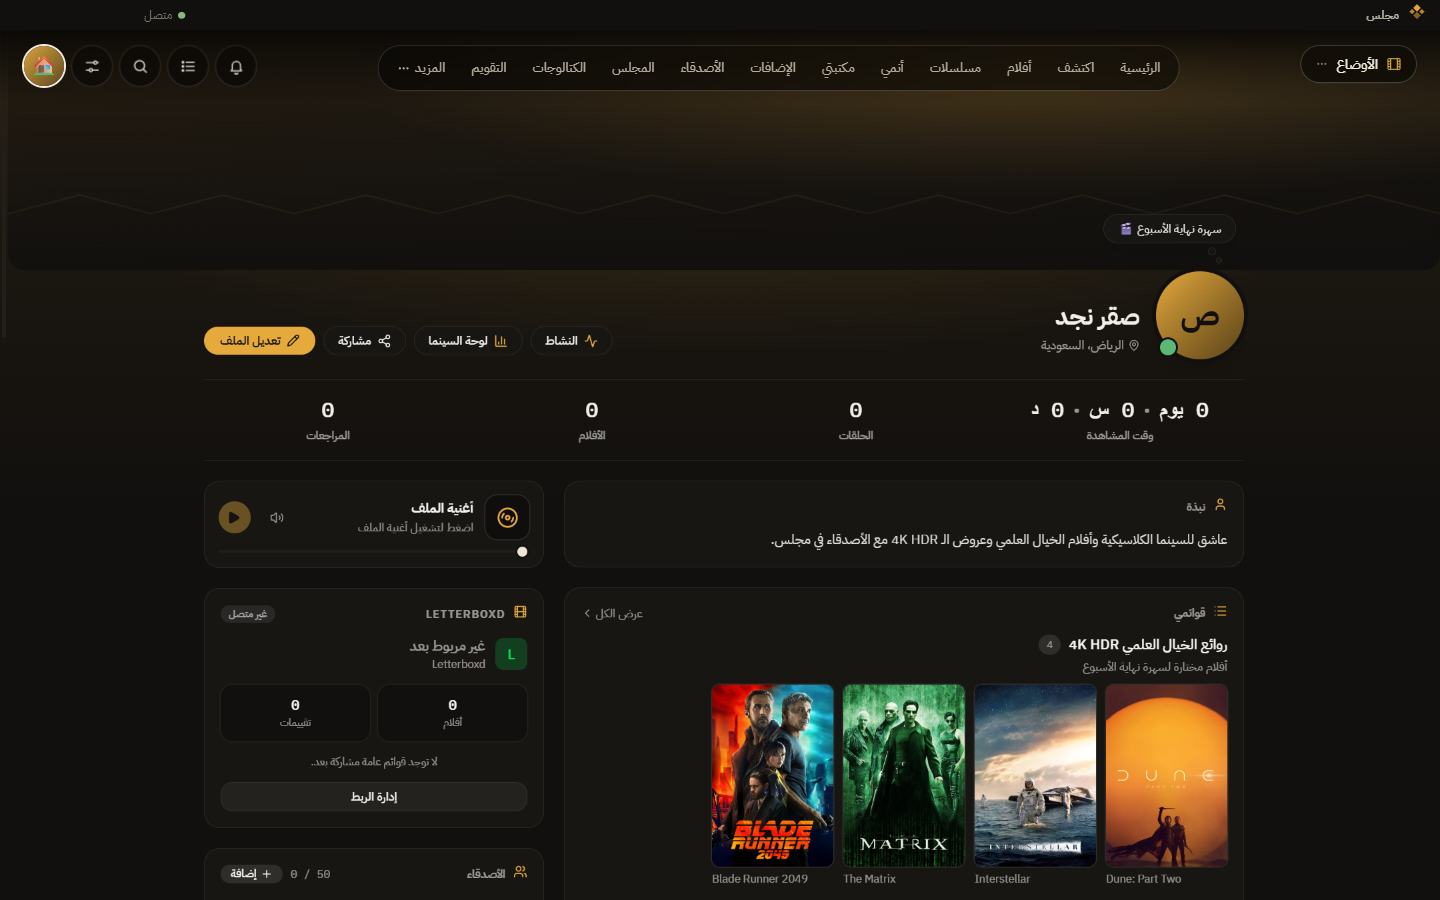 مجلس
متصل
الأوضاع ...
الرئيسية اكتشف أفلام مسلسلات أنمي مكتبتي الإضافات الأصدقاء المجلس الكتالوجات التقويم المزيد ...
سهرة نهاية الأسبوع
ص
صقر نجد
الرياض، السعودية
النشاط
لوحة السينما
مشاركة
تعديل الملف
0 يوم • 0 س • 0 د
وقت المشاهدة
0
الحلقات
0
الأفلام
0
المراجعات
نبذة
عاشق للسينما الكلاسيكية وأفلام الخيال العلمي وعروض الـ 4K HDR مع الأصدقاء في مجلس.
أغنية الملف
اضغط لتشغيل أغنية الملف
قوائمي
عرض الكل
روائع الخيال العلمي 4K HDR 4
أفلام مختارة لسهرة نهاية الأسبوع
DUNE
PART TWO
INTERSTELLAR
MATRIX
BLADE
RUNNER
2049
Dune: Part Two
Interstellar
The Matrix
Blade Runner 2049
LETTERBOXD
غير متصل
L
غير مربوط بعد
Letterboxd
0
أفلام
0
تقييمات
لا توجد قوائم عامة مشاركة بعد.
إدارة الربط
الأصدقاء
0 / 50
+ إضافة